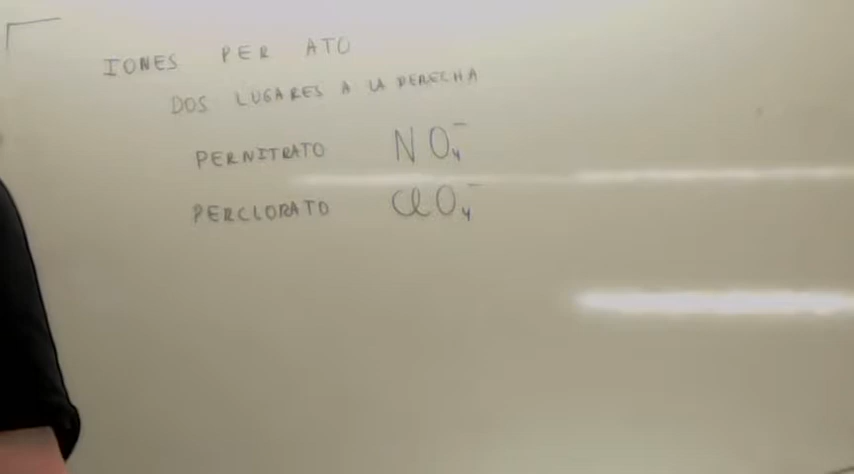 IONES PER ATO
DOS LUGARES A LA DERECHA
PERNITRATO NO₄⁻
PERCLORATO ClO₄⁻